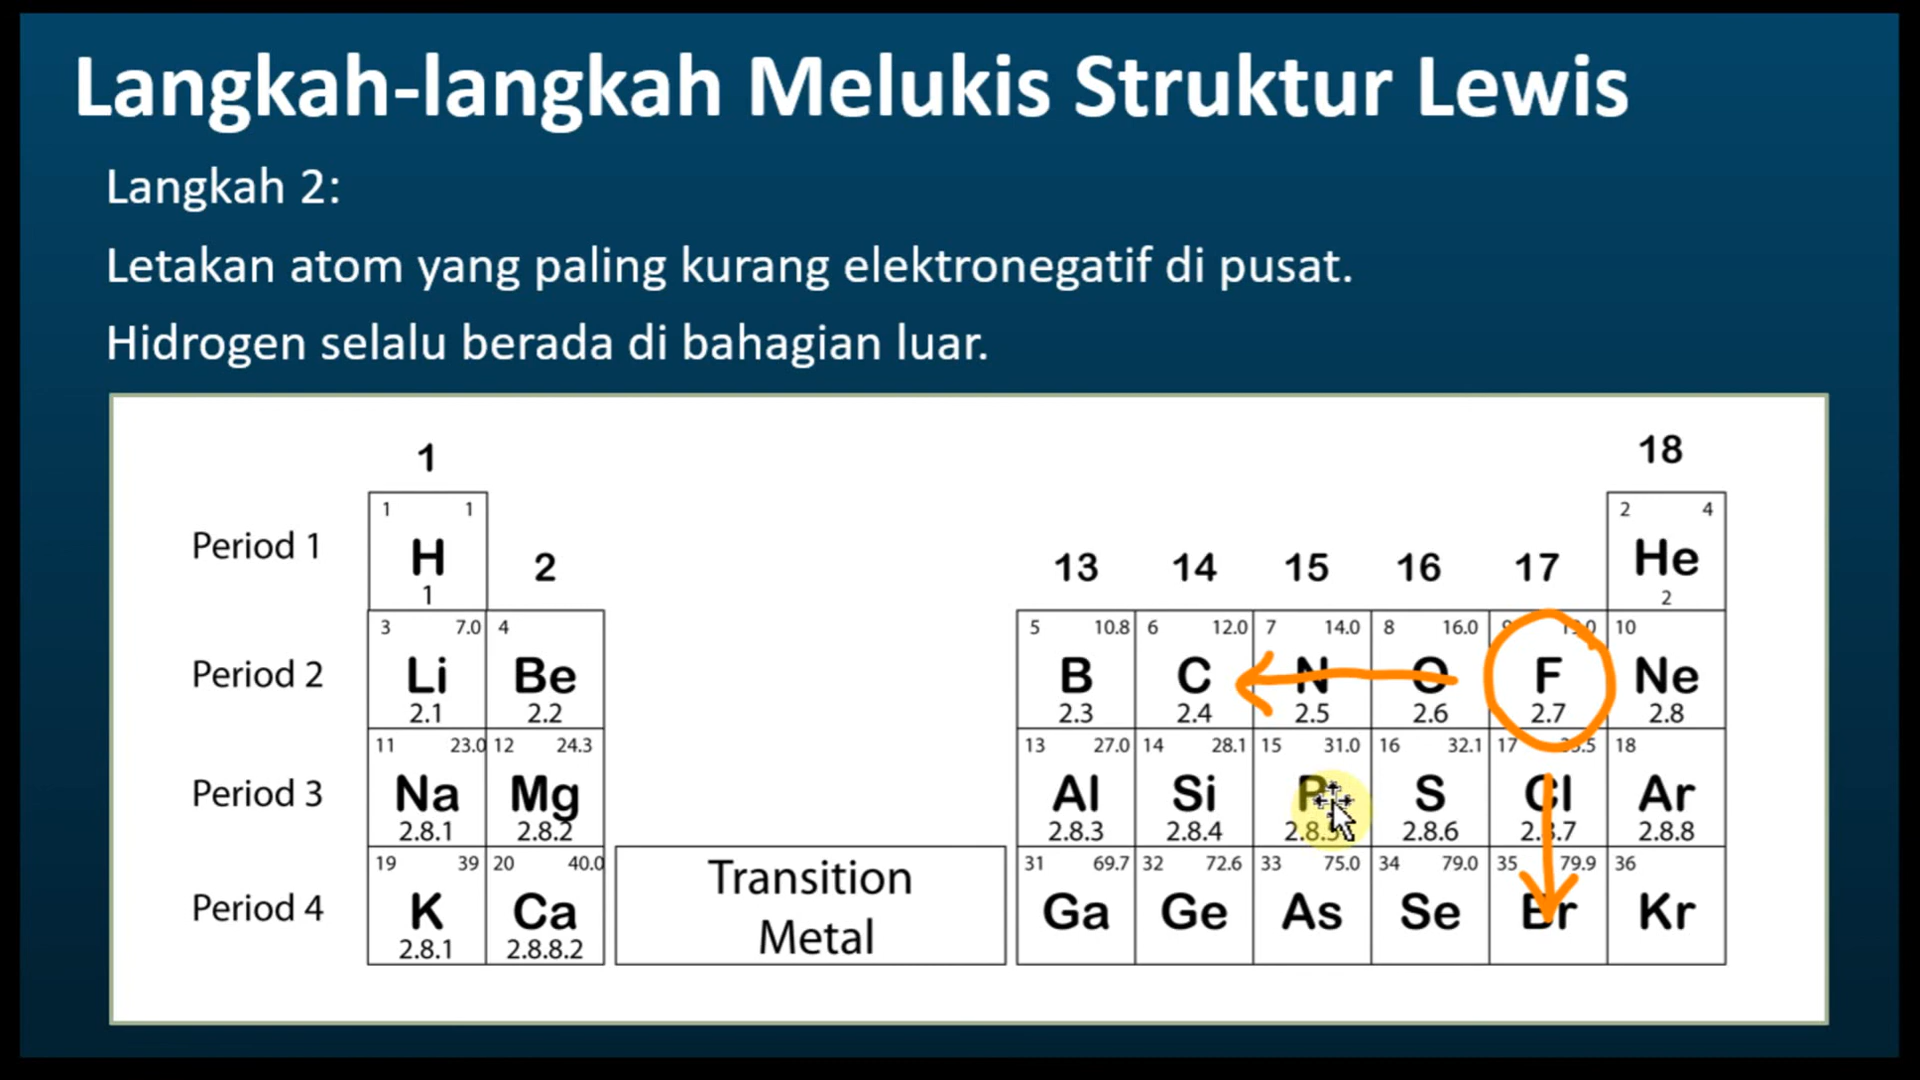 Langkah-langkah Melukis Struktur Lewis
Langkah 2:
Letakan atom yang paling kurang elektronegatif di pusat.
Hidrogen selalu berada di bahagian luar.
1 18
1 1 2 4
Period 1 H He
2 13 14 15 16 17
1 2
3 7.0 4 5 10.8 6 12.0 7 14.0 8 16.0 10
Period 2 Li Be B C N O F Ne
2.1 2.2 2.3 2.4 2.5 2.6 2.7 2.8
11 23.0 12 24.3 13 27.0 14 28.1 15 31.0 16 32.1 17 18
Period 3 Na Mg Al Si P S Cl Ar
2.8.1 2.8.2 2.8.3 2.8.4 2.8.6 2.8.8
19 39 20 40.0 31 69.7 32 72.6 33 75.0 34 79.0 35 79.9 36
Period 4 K Ca Transition Metal Ga Ge As Se Br Kr
2.8.1 2.8.8.2